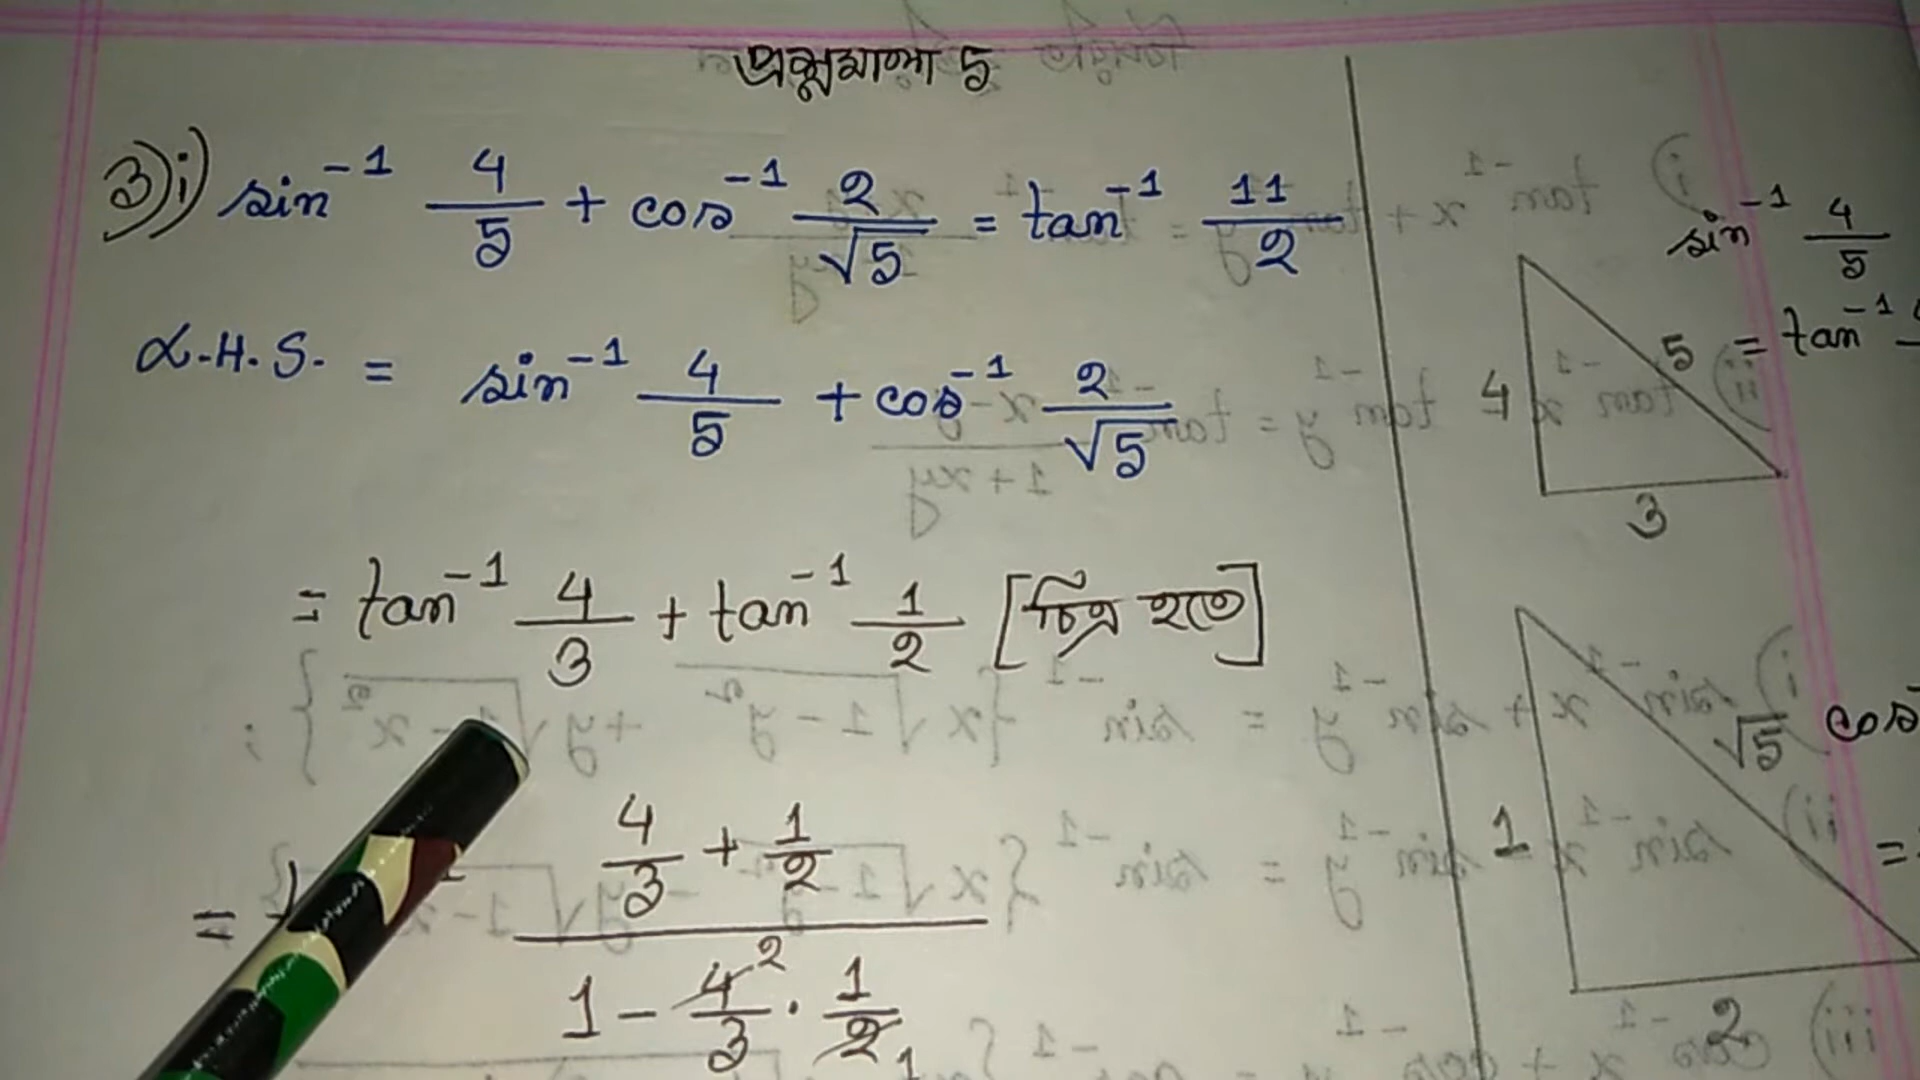 প্রশ্নমালা 5
3)i) sin⁻¹ 4/5 + cos⁻¹ 2/√5 = tan⁻¹ 11/2
L.H.S. = sin⁻¹ 4/5 + cos⁻¹ 2/√5
= tan⁻¹ 4/3 + tan⁻¹ 1/2 [চিত্র হতে]
= (4/3 + 1/2) / (1 - 4/3 · 1/2)
2
1
sin⁻¹ 4/5
= tan⁻¹
4
5
3
cos
=
√5
1
2